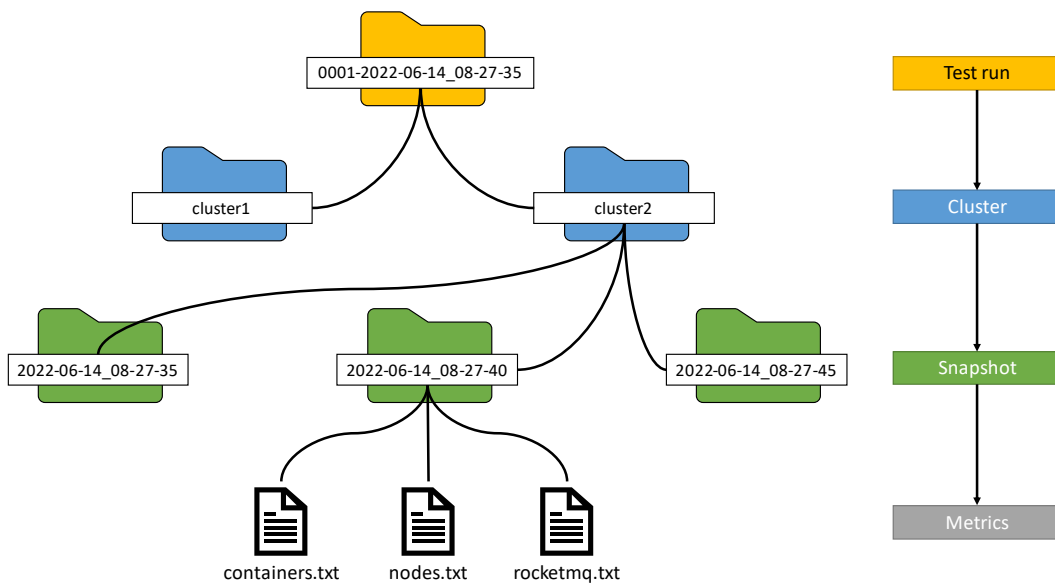 0001-2022-06-14_08-27-35
Test run
cluster1
cluster2
Cluster
2022-06-14_08-27-35
2022-06-14_08-27-40
2022-06-14_08-27-45
Snapshot
containers.txt
nodes.txt
rocketmq.txt
Metrics